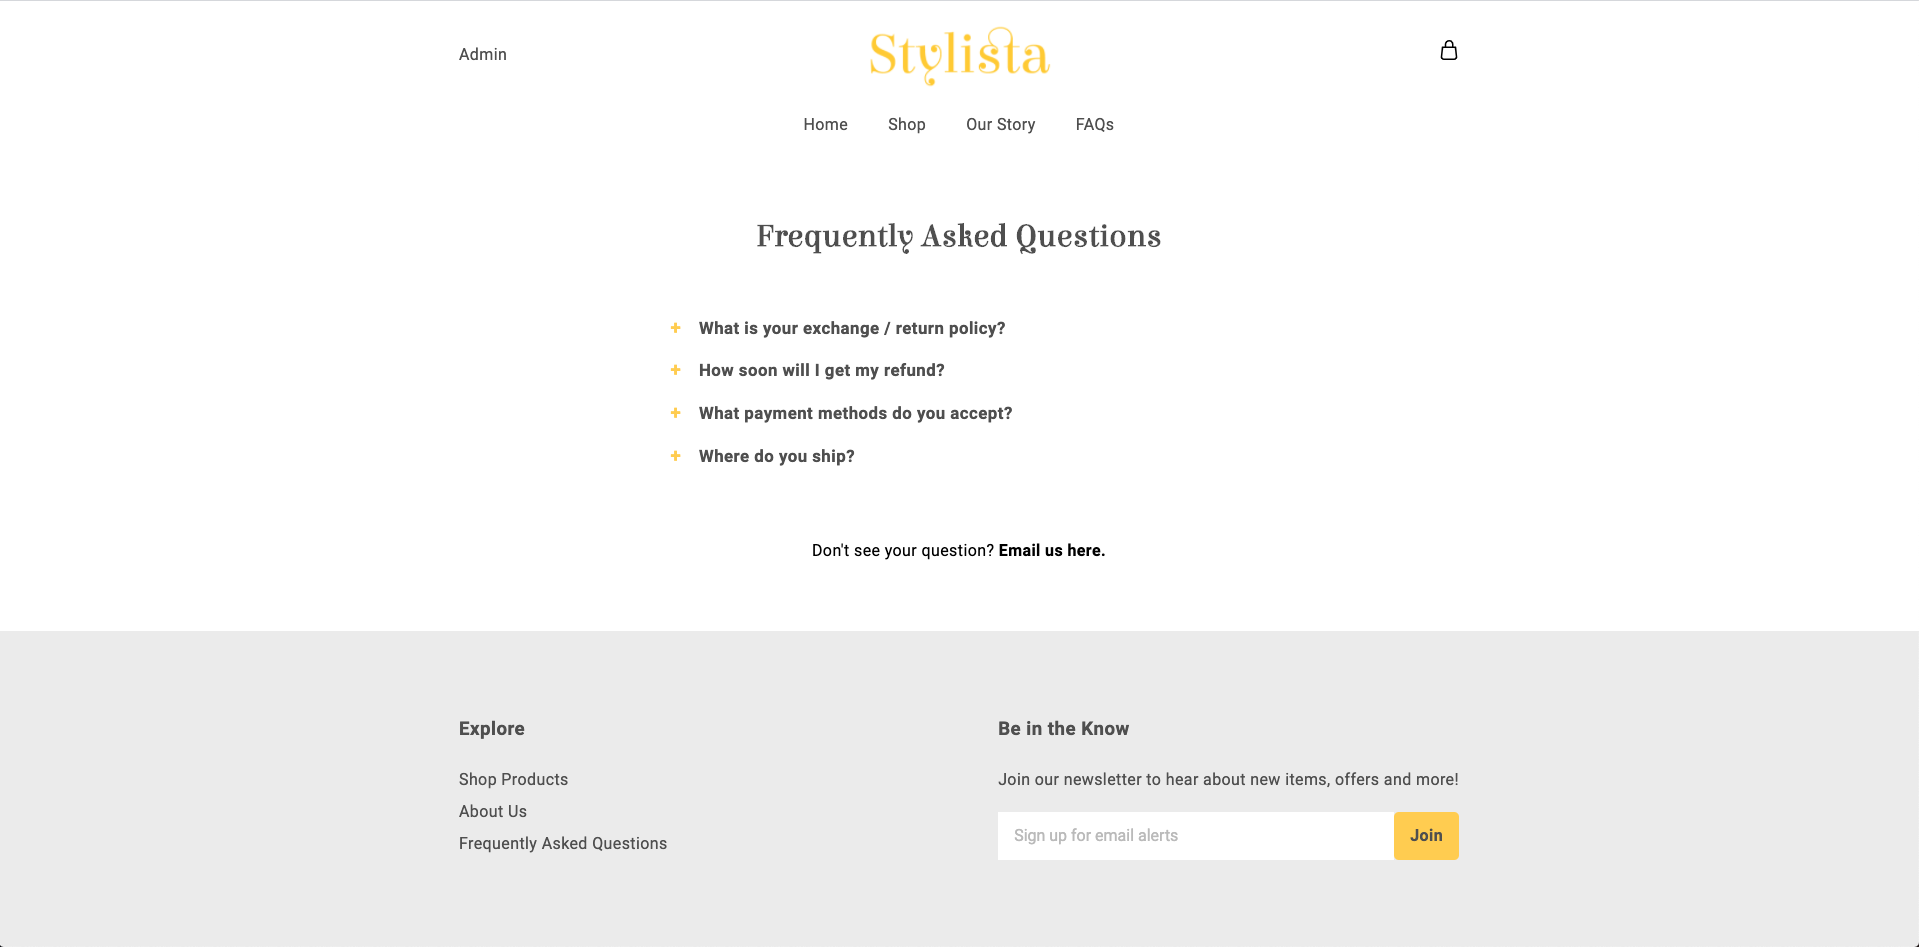 Admin
Stylista
Home Shop Our Story FAQs
Frequently Asked Questions
+ What is your exchange / return policy?
+ How soon will I get my refund?
+ What payment methods do you accept?
+ Where do you ship?
Don't see your question? Email us here.
Explore
Shop Products
About Us
Frequently Asked Questions
Be in the Know
Join our newsletter to hear about new items, offers and more!
Sign up for email alerts
Join